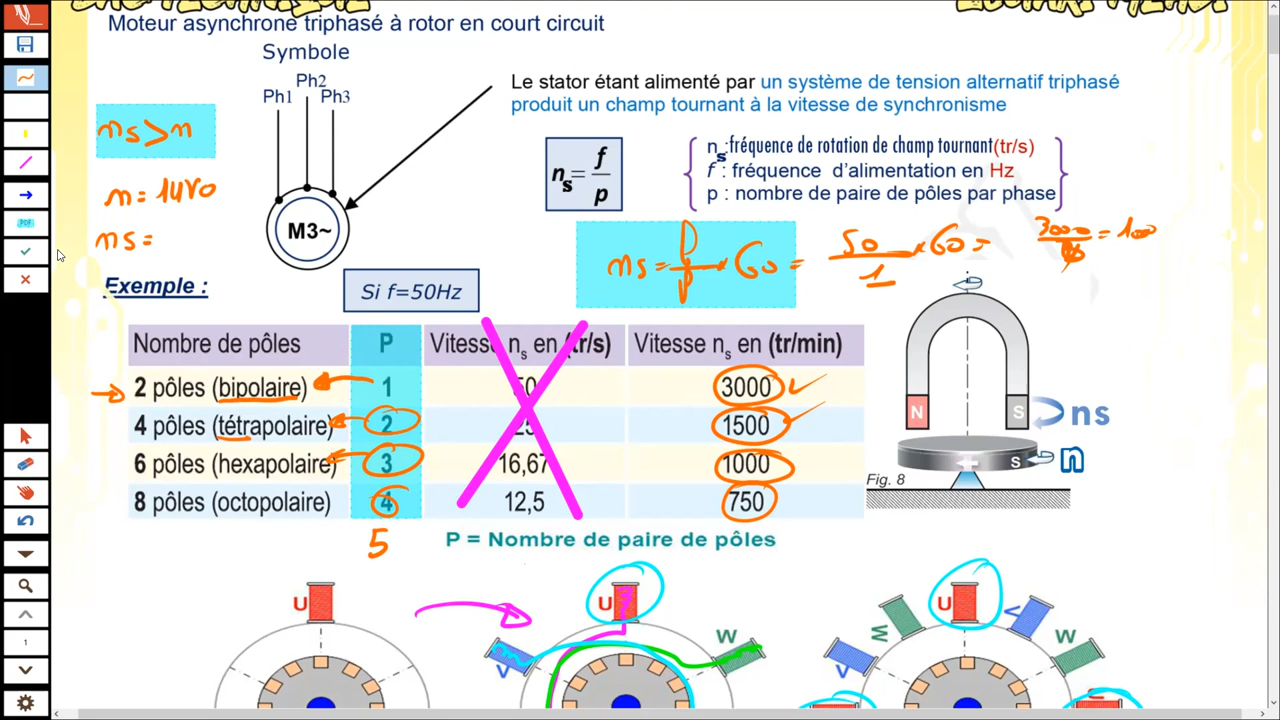 Moteur asynchrone triphasé à rotor en court circuit
Symbole
Ph2
Ph1 Ph3
M3~
Le stator étant alimenté par un système de tension alternatif triphasé
produit un champ tournant à la vitesse de synchronisme
ns > n
n = 1480
ns =
ns = f/p
ns :fréquence de rotation de champ tournant(tr/s)
f : fréquence d’alimentation en Hz
p : nombre de paire de pôles par phase
ns = f/p × 60 = 50/1 × 60 =
Exemple :
Si f=50Hz
Nombre de pôles P Vitesse ns en (tr/s) Vitesse ns en (tr/min)
2 pôles (bipolaire) 1 50 3000
4 pôles (tétrapolaire) 2 25 1500
6 pôles (hexapolaire) 3 16,67 1000
8 pôles (octopolaire) 4 12,5 750
5
P = Nombre de paire de pôles
N S ns
S n
Fig. 8
U U U
V W V W V W
PDF
1